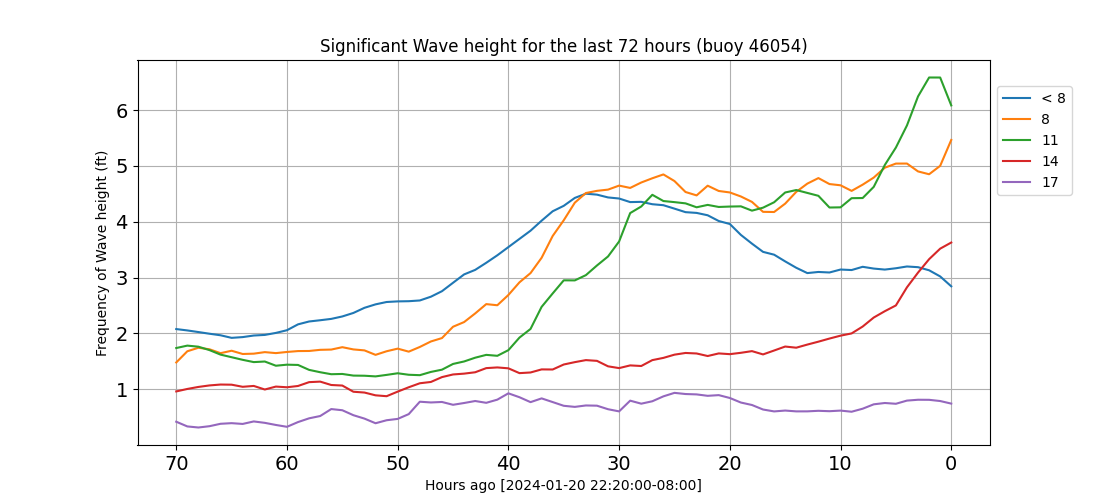 Significant Wave height for the last 72 hours (buoy 46054)
Frequency of Wave height (ft)
6
5
4
3
2
1
70 60 50 40 30 20 10 0
Hours ago [2024-01-20 22:20:00-08:00]
< 8
8
11
14
17